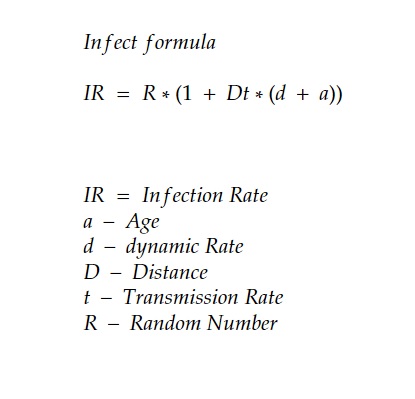 Infect formula
IR = R * (1 + Dt * (d + a))
IR = Infection Rate
a – Age
d – dynamic Rate
D – Distance
t – Transmission Rate
R – Random Number